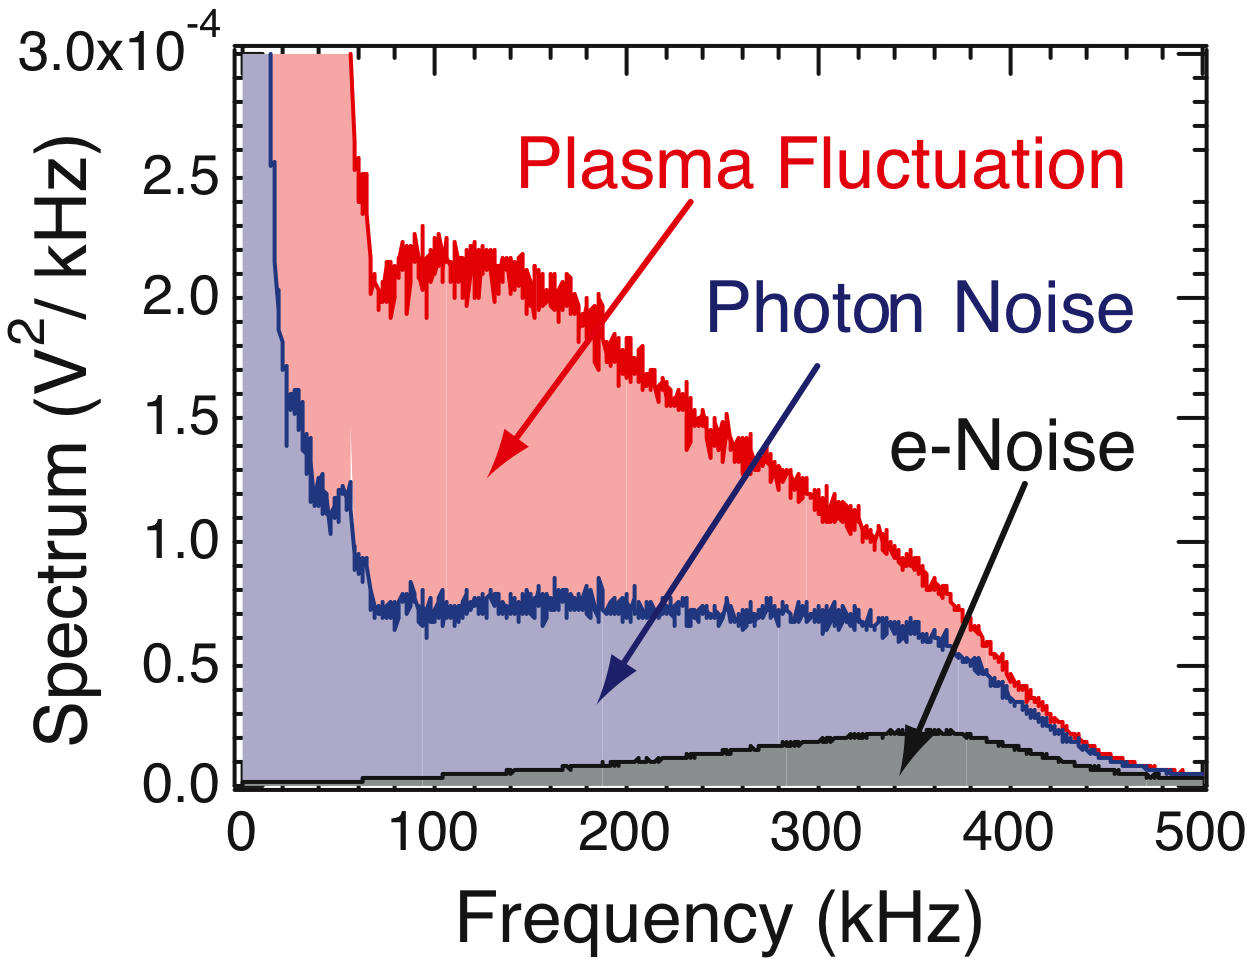 3.0x10-4
2.5
2.0
1.5
1.0
0.5
0.0
Spectrum (V2/ kHz)
Plasma Fluctuation
Photon Noise
e-Noise
0 100 200 300 400 500
Frequency (kHz)